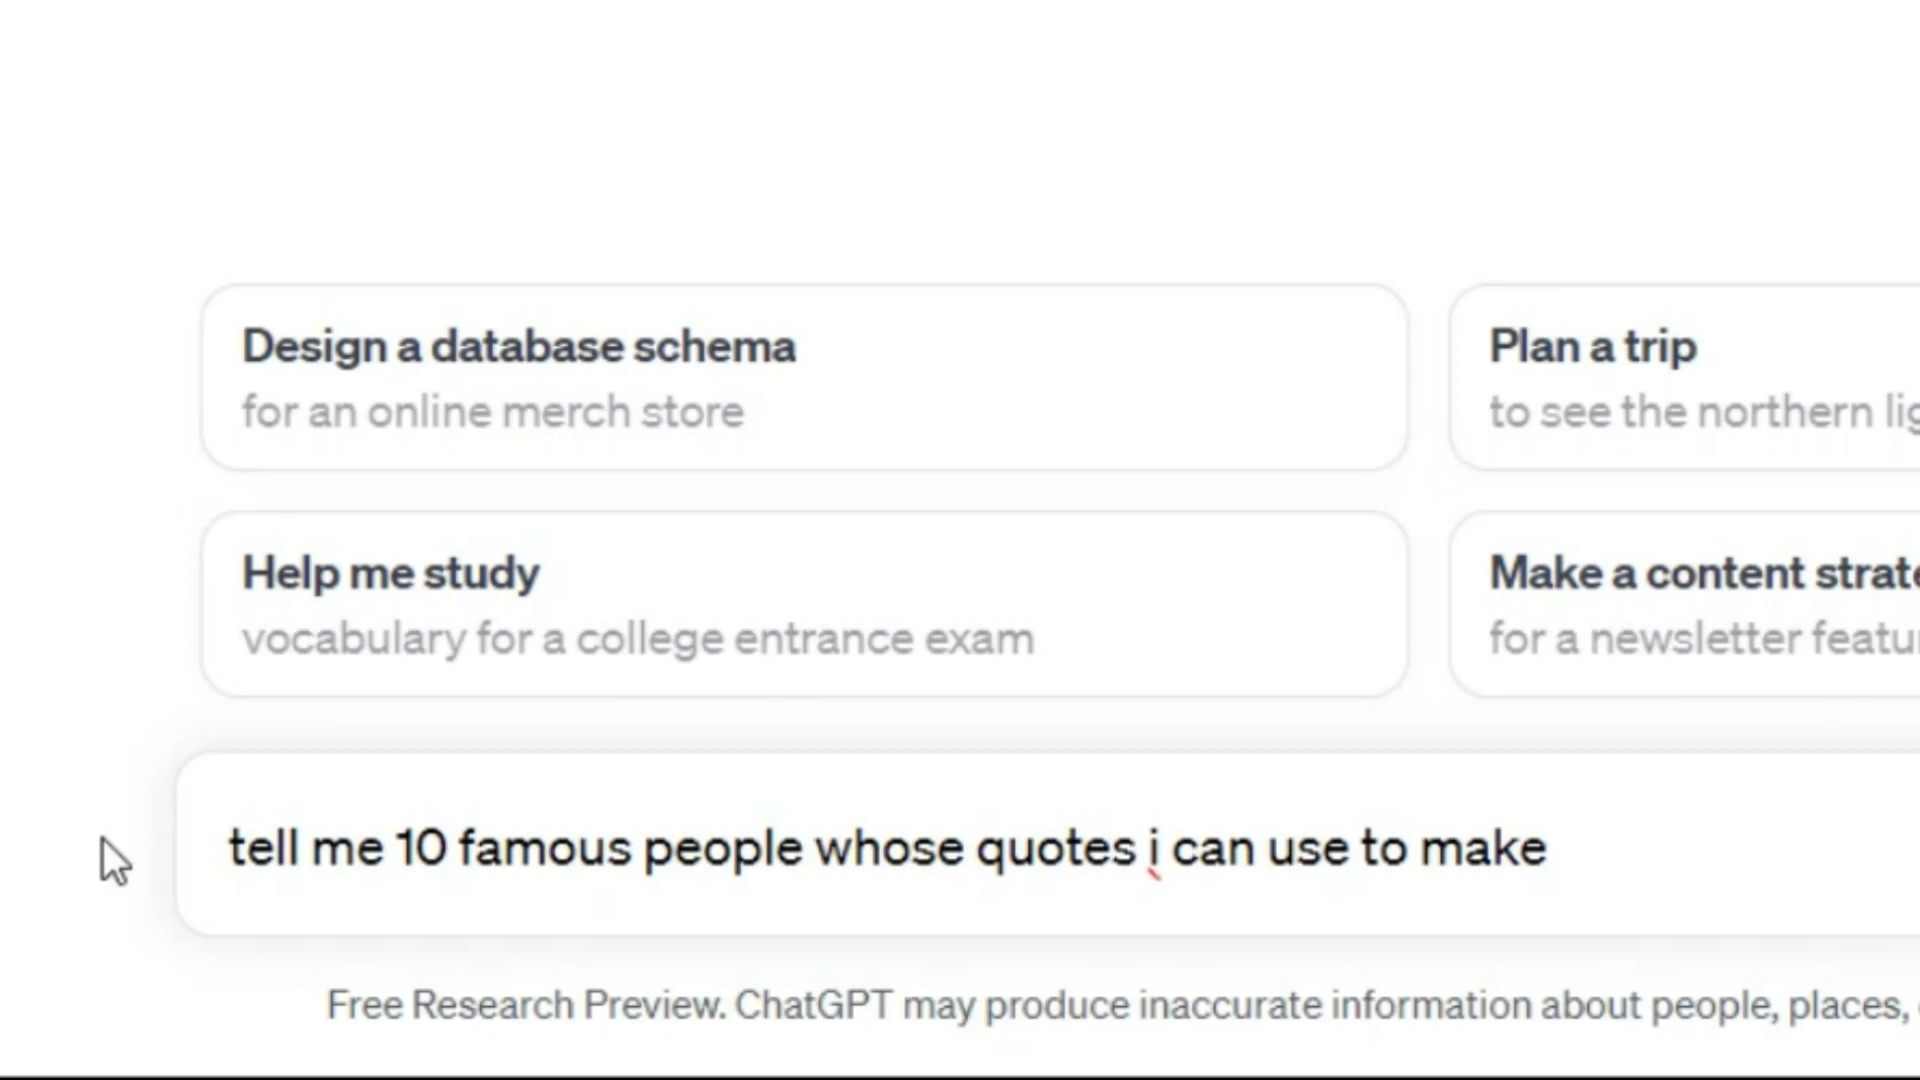 Design a database schema
for an online merch store
Plan a trip
to see the northern
Help me study
vocabulary for a college entrance exam
Make a content
for a newsletter
tell me 10 famous people whose quotes i can use to make
Free Research Preview. ChatGPT may produce inaccurate information about people, places,